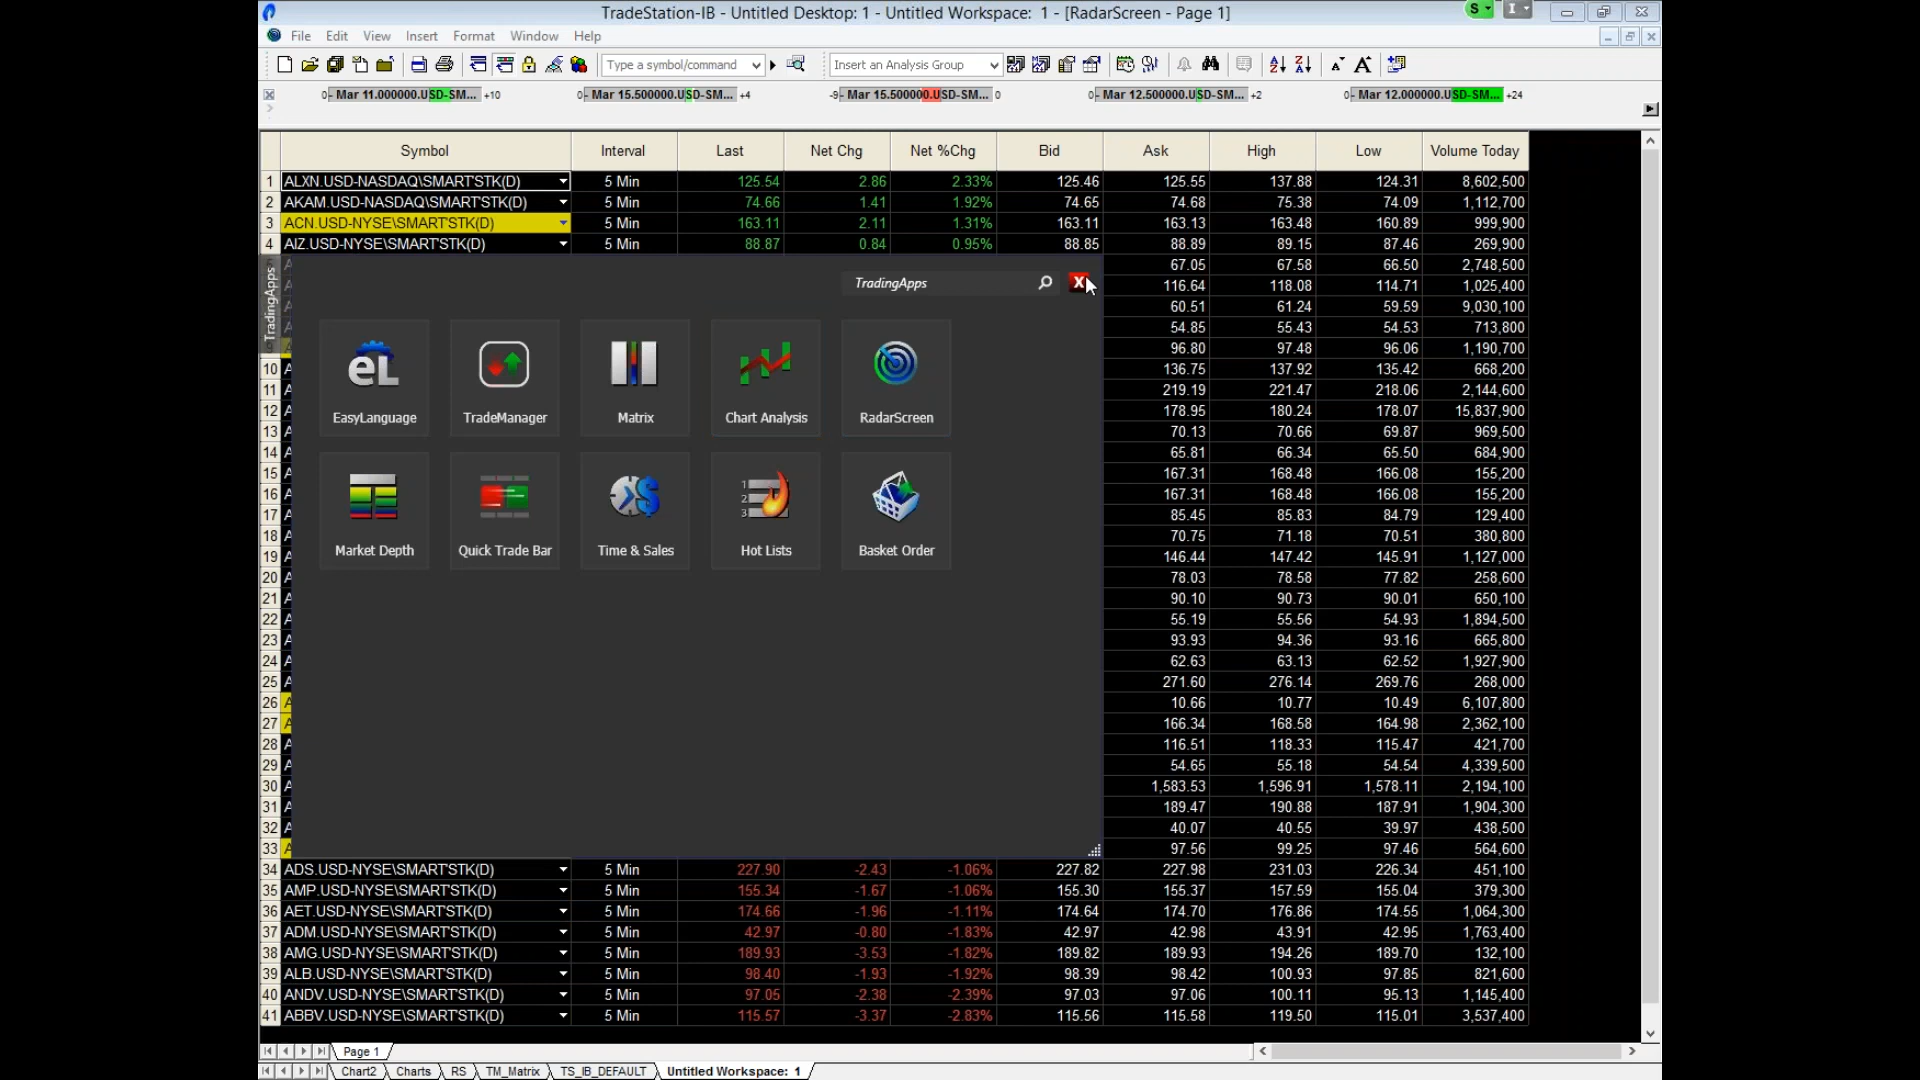 TradeStation-IB - Untitled Desktop: 1 - Untitled Workspace: 1 - [RadarScreen - Page 1]
S I
File Edit View Insert Format Window Help
Type a symbol/command Insert an Analysis Group
0 Mar 11.000000.USD-SM... +10 0 Mar 15.500000.USD-SM... +4 -9 Mar 15.500000.USD-SM... 0 0 Mar 12.500000.USD-SM... +2 0 Mar 12.000000.USD-SM... +24
Symbol Interval Last Net Chg Net %Chg Bid Ask High Low Volume Today
1 ALXN.USD-NASDAQ\SMART'STK(D) 5 Min 125.54 2.86 2.33% 125.46 125.55 137.88 124.31 8,602,500
2 AKAM.USD-NASDAQ\SMART'STK(D) 5 Min 74.66 1.41 1.92% 74.65 74.68 75.38 74.09 1,112,700
3 ACN.USD-NYSE\SMART'STK(D) 5 Min 163.11 2.11 1.31% 163.11 163.13 163.48 160.89 999,900
4 AIZ.USD-NYSE\SMART'STK(D) 5 Min 88.87 0.84 0.95% 88.85 88.89 89.15 87.46 269,900
67.05 67.58 66.50 2,748,500
116.64 118.08 114.71 1,025,400
60.51 61.24 59.59 9,030,100
54.85 55.43 54.53 713,800
96.80 97.48 96.06 1,190,700
10 A 136.75 137.92 135.42 668,200
11 A 219.19 221.47 218.06 2,144,600
12 A 178.95 180.24 178.07 15,837,900
13 A 70.13 70.66 69.87 969,500
14 A 65.81 66.34 65.50 684,900
15 A 167.31 168.48 166.08 155,200
16 A 167.31 168.48 166.08 155,200
17 A 85.45 85.83 84.79 129,400
18 A 70.75 71.18 70.51 380,800
19 A 146.44 147.42 145.91 1,127,000
20 A 78.03 78.58 77.82 258,600
21 A 90.10 90.73 90.01 650,100
22 A 55.19 55.56 54.93 1,894,500
23 A 93.93 94.36 93.16 665,800
24 A 62.63 63.13 62.52 1,927,900
25 A 271.60 276.14 269.76 268,000
26 A 10.66 10.77 10.49 6,107,800
27 A 166.34 168.58 164.98 2,362,100
28 A 116.51 118.33 115.47 421,700
29 A 54.65 55.18 54.54 4,339,500
30 A 1,583.53 1,596.91 1,578.11 2,194,100
31 A 189.47 190.88 187.91 1,904,300
32 A 40.07 40.55 39.97 438,500
33 A 97.56 99.25 97.46 564,600
TradingApps
TradingApps
EasyLanguage TradeManager Matrix Chart Analysis RadarScreen
Market Depth Quick Trade Bar Time & Sales Hot Lists Basket Order
34 ADS.USD-NYSE\SMART'STK(D) 5 Min 227.90 -2.43 -1.06% 227.82 227.98 231.03 226.34 451,100
35 AMP.USD-NYSE\SMART'STK(D) 5 Min 155.34 -1.67 -1.06% 155.30 155.37 157.59 155.04 379,300
36 AET.USD-NYSE\SMART'STK(D) 5 Min 174.66 -1.96 -1.11% 174.64 174.70 176.86 174.55 1,064,300
37 ADM.USD-NYSE\SMART'STK(D) 5 Min 42.97 -0.80 -1.83% 42.97 42.98 43.91 42.95 1,763,400
38 AMG.USD-NYSE\SMART'STK(D) 5 Min 189.93 -3.53 -1.82% 189.82 189.93 194.26 189.70 132,100
39 ALB.USD-NYSE\SMART'STK(D) 5 Min 98.40 -1.93 -1.92% 98.39 98.42 100.93 97.85 821,600
40 ANDV.USD-NYSE\SMART'STK(D) 5 Min 97.05 -2.38 -2.39% 97.03 97.06 100.11 95.13 1,145,400
41 ABBV.USD-NYSE\SMART'STK(D) 5 Min 115.57 -3.37 -2.83% 115.56 115.58 119.50 115.01 3,537,400
Page 1
Chart2 Charts RS TM_Matrix TS_IB_DEFAULT Untitled Workspace: 1